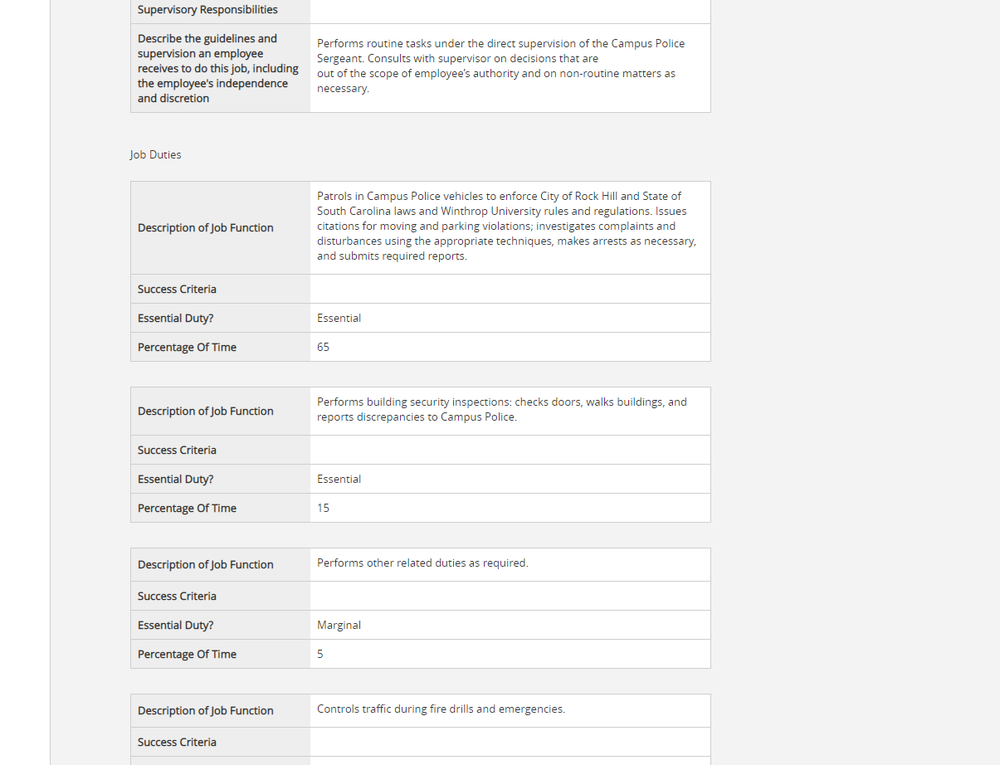 Supervisory Responsibilities
Describe the guidelines and
supervision an employee
receives to do this job, including
the employee's independence
and discretion
Performs routine tasks under the direct supervision of the Campus Police
Sergeant. Consults with supervisor on decisions that are
out of the scope of employee's authority and on non-routine matters as
necessary.
Job Duties
Description of Job Function
Patrols in Campus Police vehicles to enforce City of Rock Hill and State of
South Carolina laws and Winthrop University rules and regulations. Issues
citations for moving and parking violations; investigates complaints and
disturbances using the appropriate techniques, makes arrests as necessary,
and submits required reports.
Success Criteria
Essential Duty?
Essential
Percentage Of Time
65
Description of Job Function
Performs building security inspections: checks doors, walks buildings, and
reports discrepancies to Campus Police.
Success Criteria
Essential Duty?
Essential
Percentage Of Time
15
Description of Job Function
Performs other related duties as required.
Success Criteria
Essential Duty?
Marginal
Percentage Of Time
5
Description of Job Function
Controls traffic during fire drills and emergencies.
Success Criteria